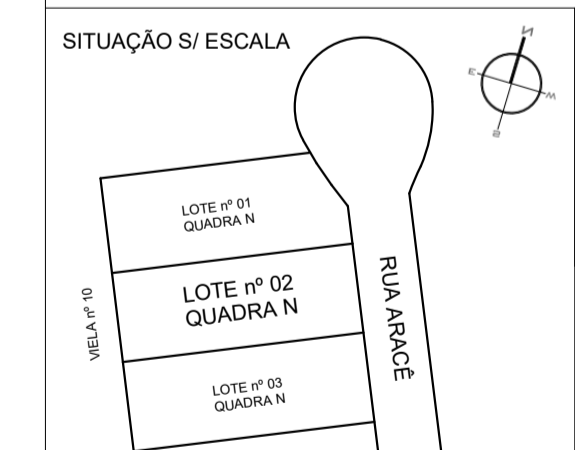 SITUAÇÃO S/ ESCALA
N
E
W
S
LOTE nº 01
QUADRA N
LOTE nº 02
QUADRA N
LOTE nº 03
QUADRA N
VIELA nº 10
RUA ARACÊ